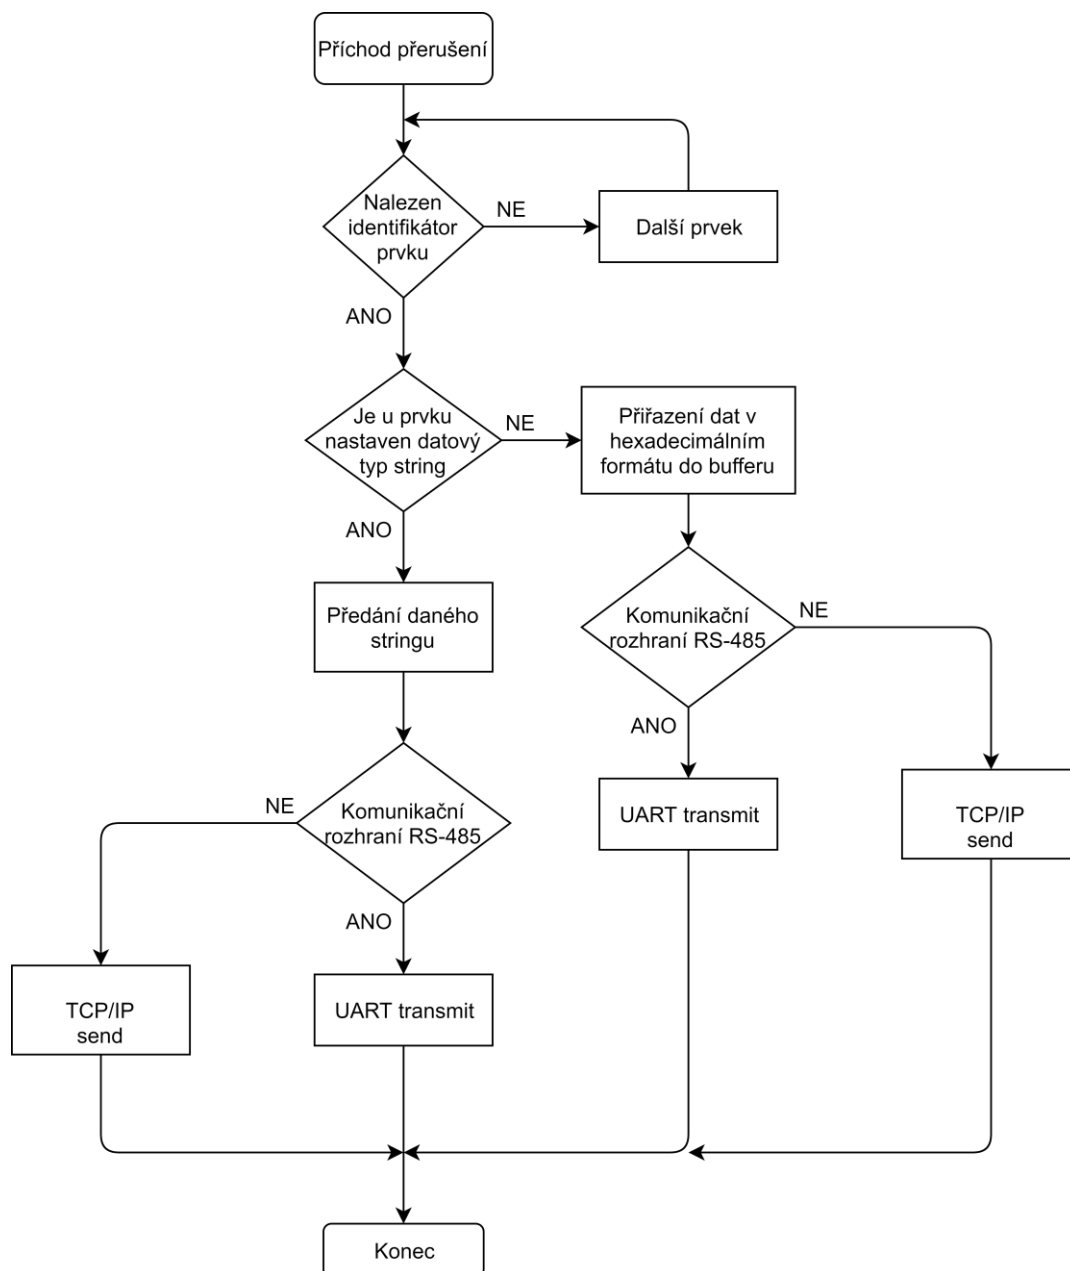 Příchod přerušení
Nalezen
identifikátor
prvku
NE
Další prvek
ANO
Je u prvku
nastaven datový
typ string
NE
Přiřazení dat v
hexadecimálním
formátu do bufferu
ANO
Předání daného
stringu
Komunikační
rozhraní RS-485
NE
ANO
UART transmit
TCP/IP
send
Komunikační
rozhraní RS-485
NE
ANO
TCP/IP
send
UART transmit
Konec